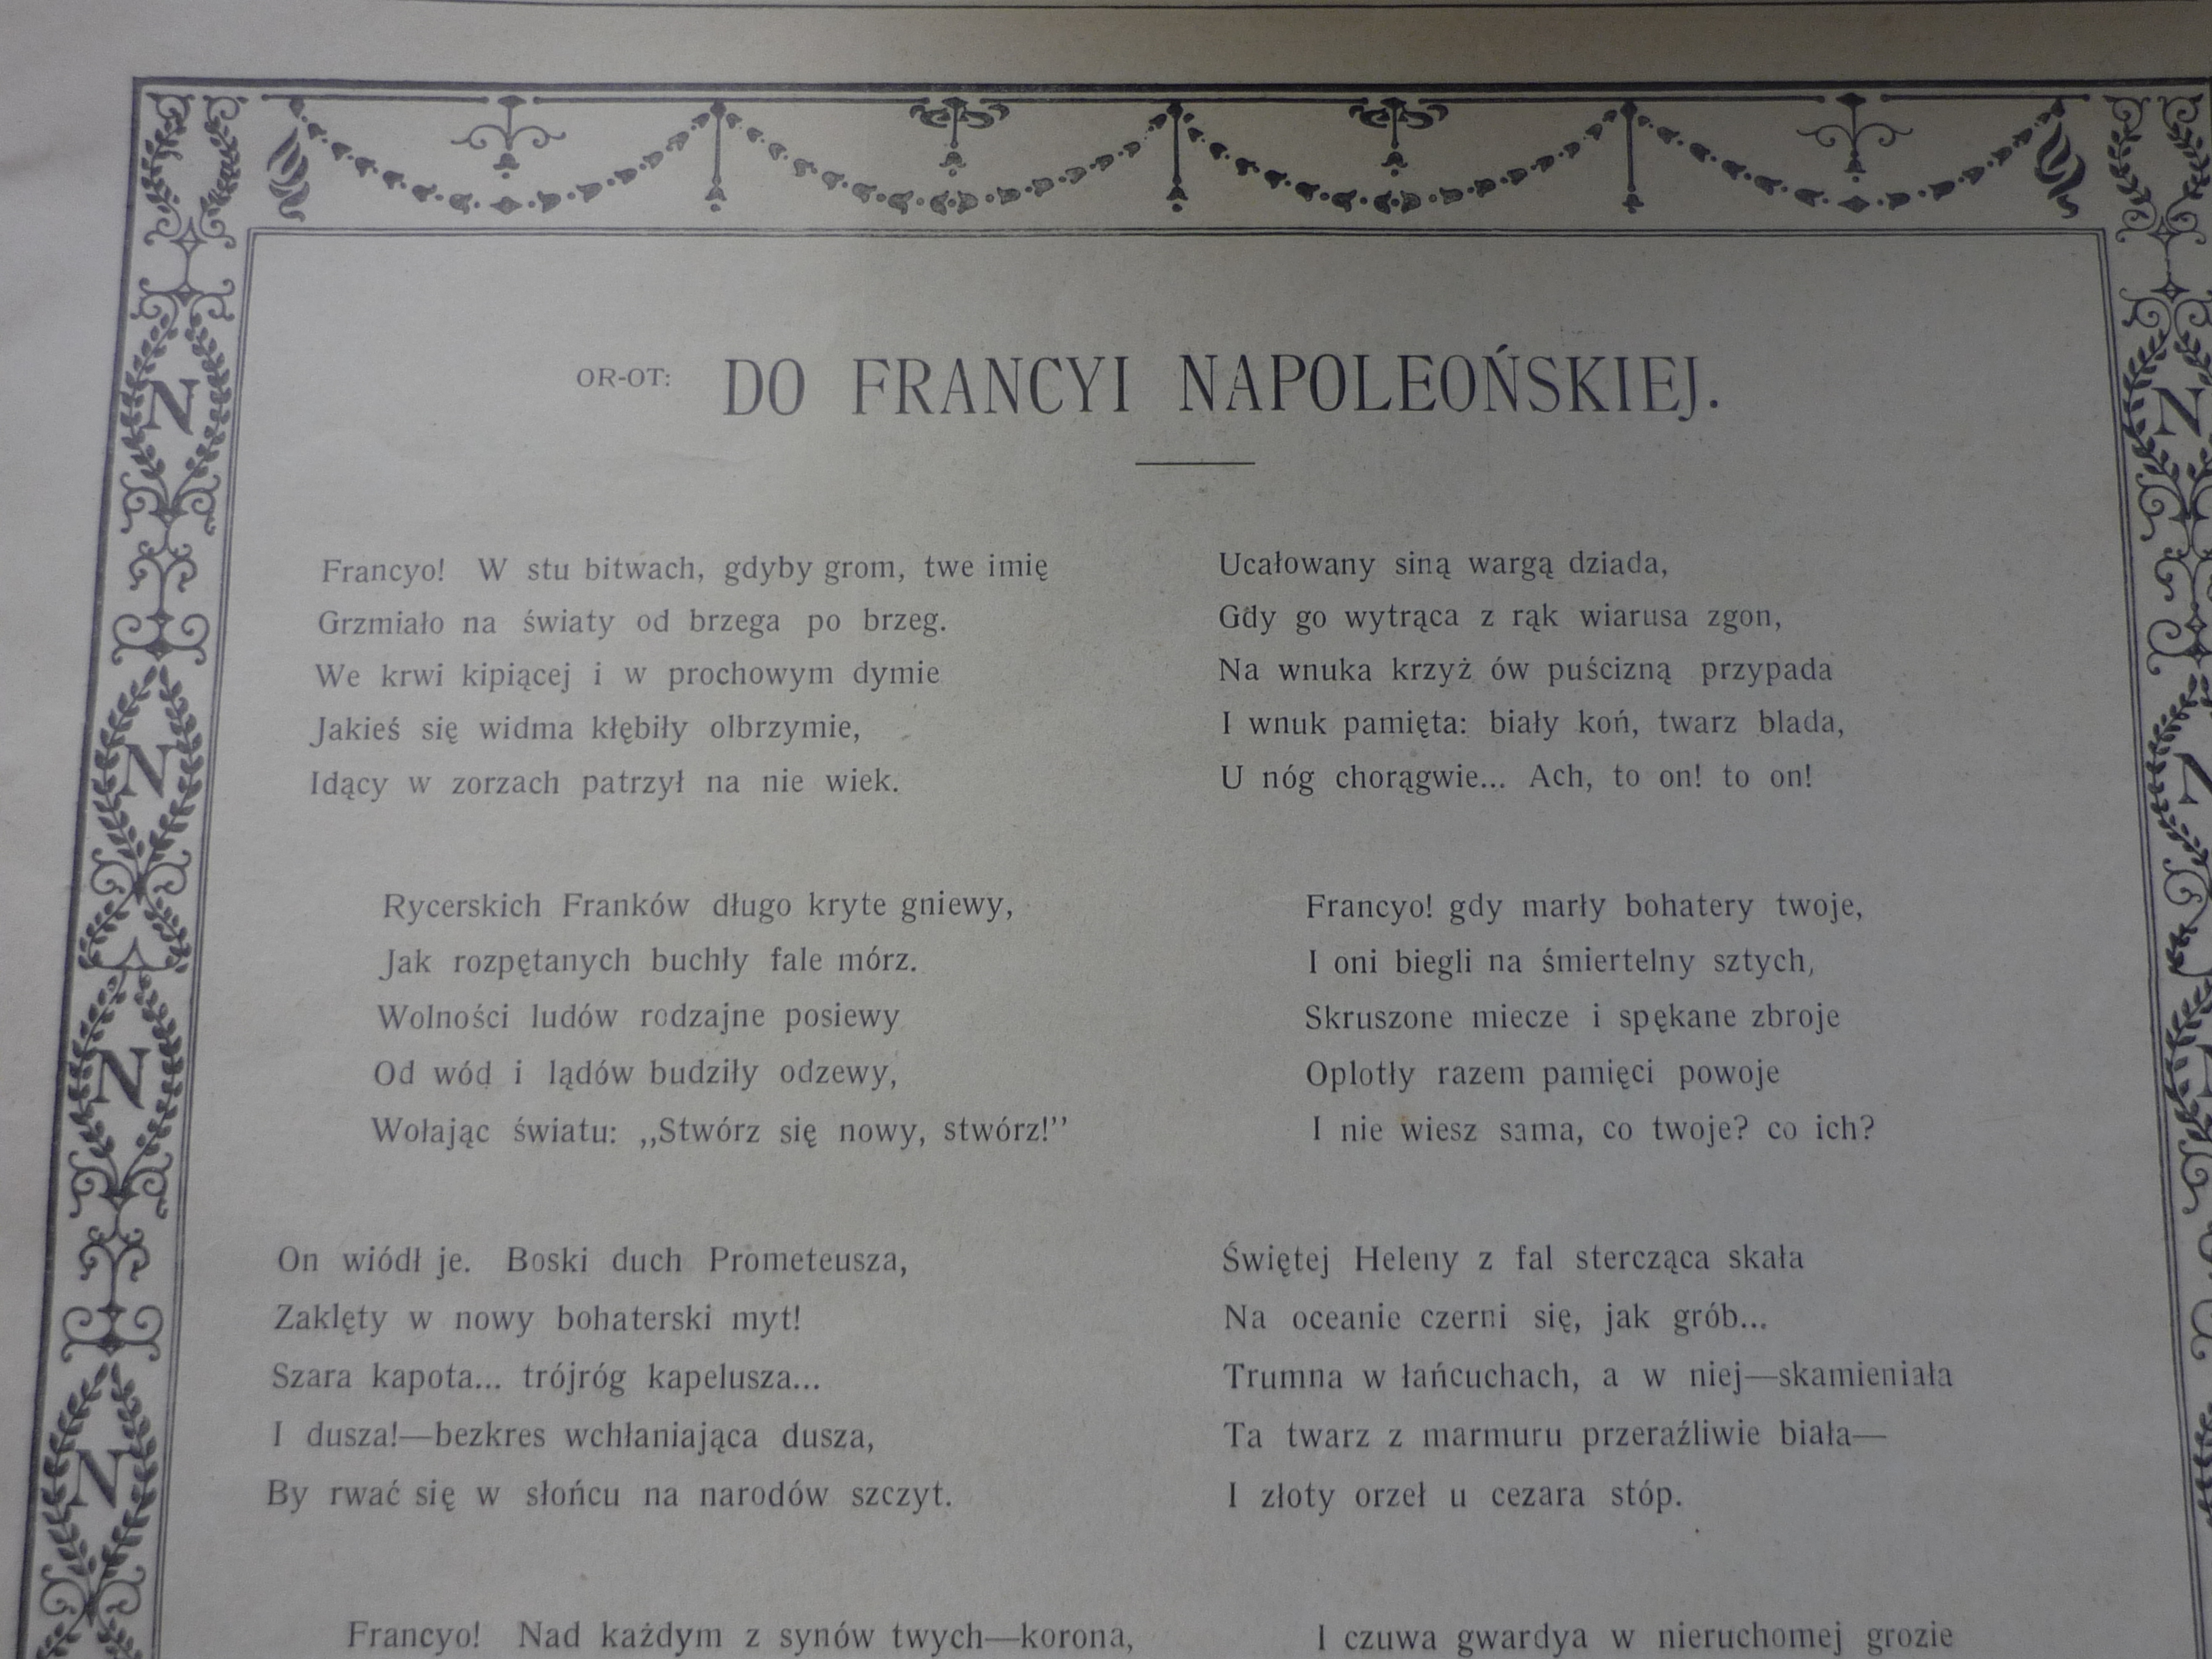 OR-OT: DO FRANCYI NAPOLEOŃSKIEJ.
Francyo! W stu bitwach, gdyby grom, twe imię
Grzmiało na światy od brzega po brzeg.
We krwi kipiącej i w prochowym dymie
Jakieś się widma kłębiły olbrzymie,
Idący w zorzach patrzył na nie wiek.
Rycerskich Franków długo kryte gniewy,
Jak rozpętanych buchły fale mórz.
Wolności ludów rodzajne posiewy
Od wód i lądów budziły odzewy,
Wołając światu: „Stwórz się nowy, stwórz!”
On wiódł je. Boski duch Prometeusza,
Zaklęty w nowy bohaterski myt!
Szara kapota... trójróg kapelusza...
I dusza!—bezkres wchłaniająca dusza,
By rwać się w słońcu na narodów szczyt.
Francyo! Nad każdym z synów twych—korona,
Ucałowany siną wargą dziada,
Gdy go wytrąca z rąk wiarusa zgon,
Na wnuka krzyż ów puścizną przypada
I wnuk pamięta: biały koń, twarz blada,
U nóg chorągwie... Ach, to on! to on!
Francyo! gdy marły bohatery twoje,
I oni biegli na śmiertelny sztych,
Skruszone miecze i spękane zbroje
Oplotły razem pamięci powoje
I nie wiesz sama, co twoje? co ich?
Świętej Heleny z fal stercząca skała
Na oceanie czerni się, jak grób...
Trumna w łańcuchach, a w niej—skamieniała
Ta twarz z marmuru przeraźliwie biała—
I złoty orzeł u cezara stóp.
I czuwa gwardya w nieruchomej grozie
N
N
N
N
N